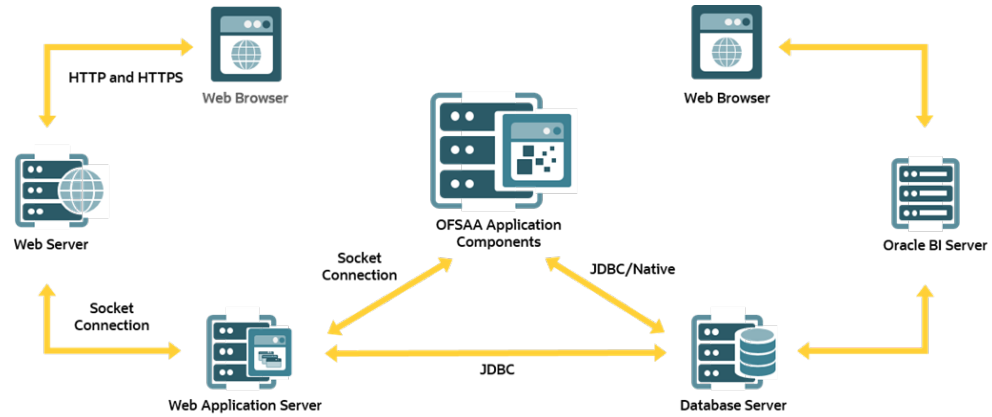 HTTP and HTTPS
Web Browser
Web Browser
OFSAA Application
Components
Web Server
Oracle BI Server
Socket
Connection
JDBC/Native
Socket
Connection
JDBC
Web Application Server
Database Server